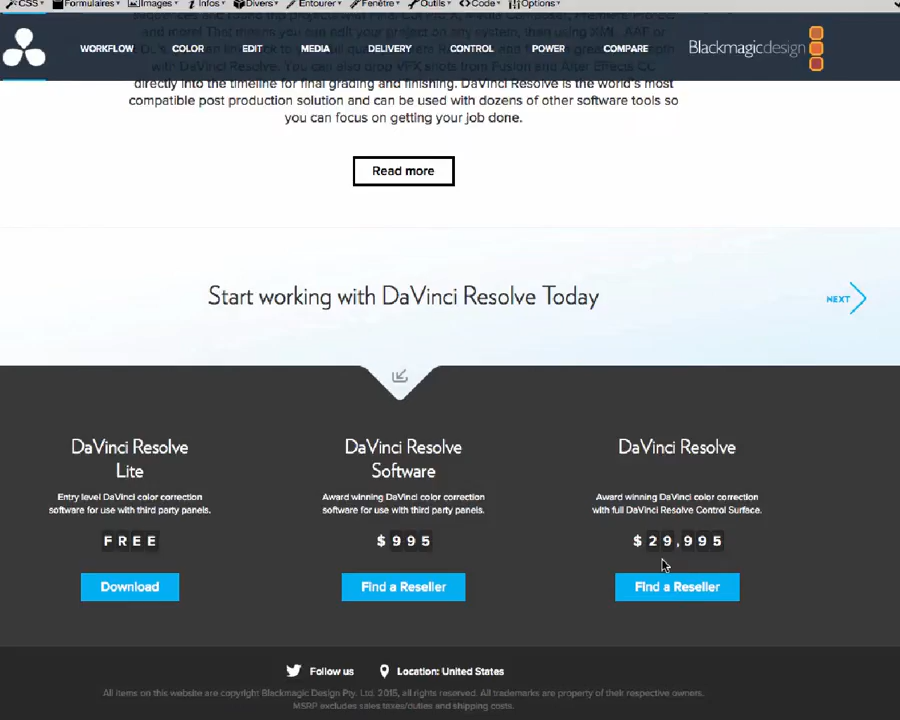 CSS▾ Formulaires▾ Images▾ Infos▾ Divers▾ Entourer▾ Fenêtre▾ Outils▾ Code▾ Options▾
WORKFLOW COLOR EDIT MEDIA DELIVERY CONTROL POWER COMPARE Blackmagicdesign
directly into the timeline for final grading and finishing. DaVinci Resolve is the world's most
compatible post production solution and can be used with dozens of other software tools so
you can focus on getting your job done.
Read more
Start working with DaVinci Resolve Today
NEXT
DaVinci Resolve
Lite
Entry level DaVinci color correction
software for use with third party panels.
FREE
Download
DaVinci Resolve
Software
Award winning DaVinci color correction
software for use with third party panels.
$995
Find a Reseller
DaVinci Resolve
Award winning DaVinci color correction
with full DaVinci Resolve Control Surface.
$29,995
Find a Reseller
Follow us Location: United States
All items on this website are copyright Blackmagic Design Pty. Ltd. 2015, all rights reserved. All trademarks are property of their respective owners.
MSRP excludes sales taxes/duties and shipping costs.